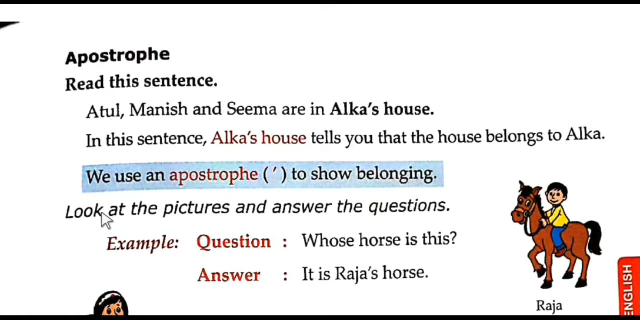 Apostrophe
Read this sentence.
Atul, Manish and Seema are in Alka's house.
In this sentence, Alka's house tells you that the house belongs to Alka.
We use an apostrophe (') to show belonging.
Look at the pictures and answer the questions.
Example: Question : Whose horse is this?
Answer : It is Raja's horse.
Raja
ENGLISH